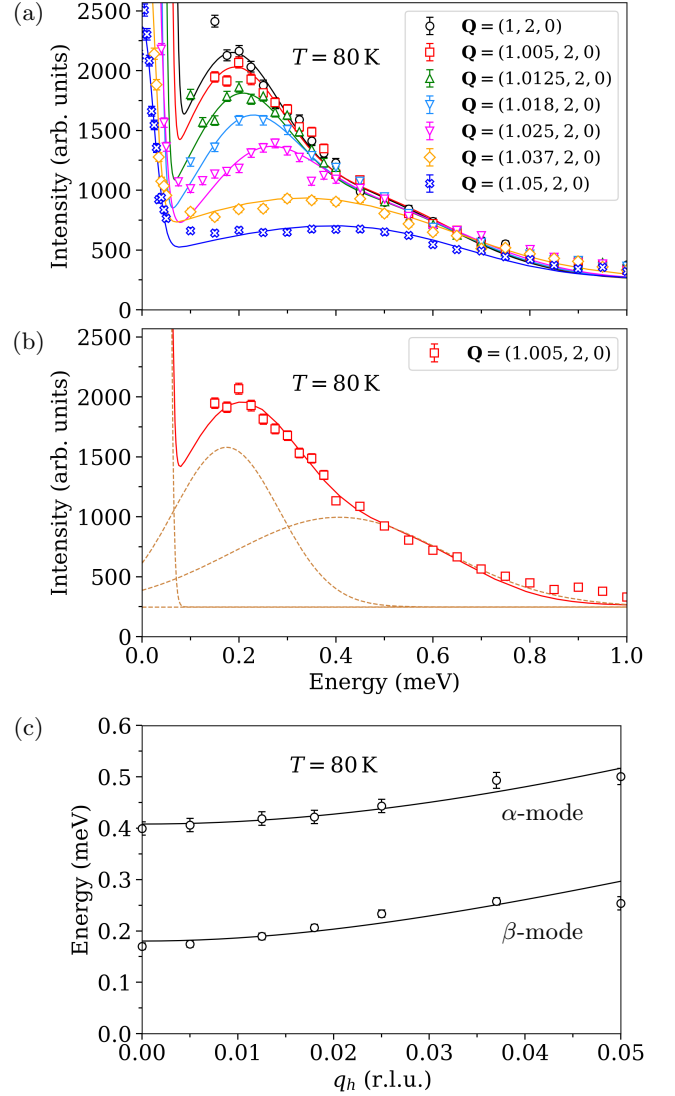 (a)
T = 80 K
Q = (1, 2, 0)
Q = (1.005, 2, 0)
Q = (1.0125, 2, 0)
Q = (1.018, 2, 0)
Q = (1.025, 2, 0)
Q = (1.037, 2, 0)
Q = (1.05, 2, 0)
Intensity (arb. units)
2500
2000
1500
1000
500
0
(b)
T = 80 K
Q = (1.005, 2, 0)
Intensity (arb. units)
2500
2000
1500
1000
500
0
0.0 0.2 0.4 0.6 0.8 1.0
Energy (meV)
(c)
T = 80 K
α-mode
β-mode
Energy (meV)
0.6
0.5
0.4
0.3
0.2
0.1
0.0
0.00 0.01 0.02 0.03 0.04 0.05
q_h (r.l.u.)